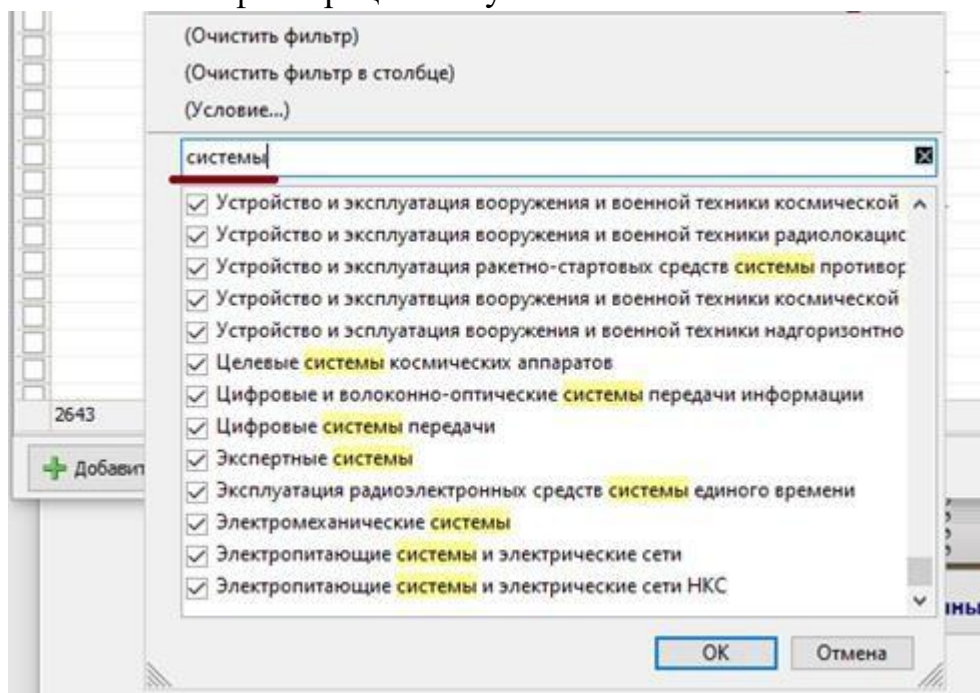 (Очистить фильтр)
(Очистить фильтр в столбце)
(Условие...)
системы
Устройство и эксплуатация вооружения и военной техники космической
Устройство и эксплуатация вооружения и военной техники радиолокацис
Устройство и эксплуатация ракетно-стартовых средств системы противор
Устройство и эксплуатвция вооружения и военной техники космической
Устройство и эсплуатация вооружения и военной техники надгоризонтно
Целевые системы космических аппаратов
Цифровые и волоконно-оптические системы передачи информации
2643
Цифровые системы передачи
Экспертные системы
Добавит
Эксплуатация радиоэлектронных средств системы единого времени
Электромеханические системы
Электропитающие системы и электрические сети
Электропитающие системы и электрические сети НКС
ОК Отмена